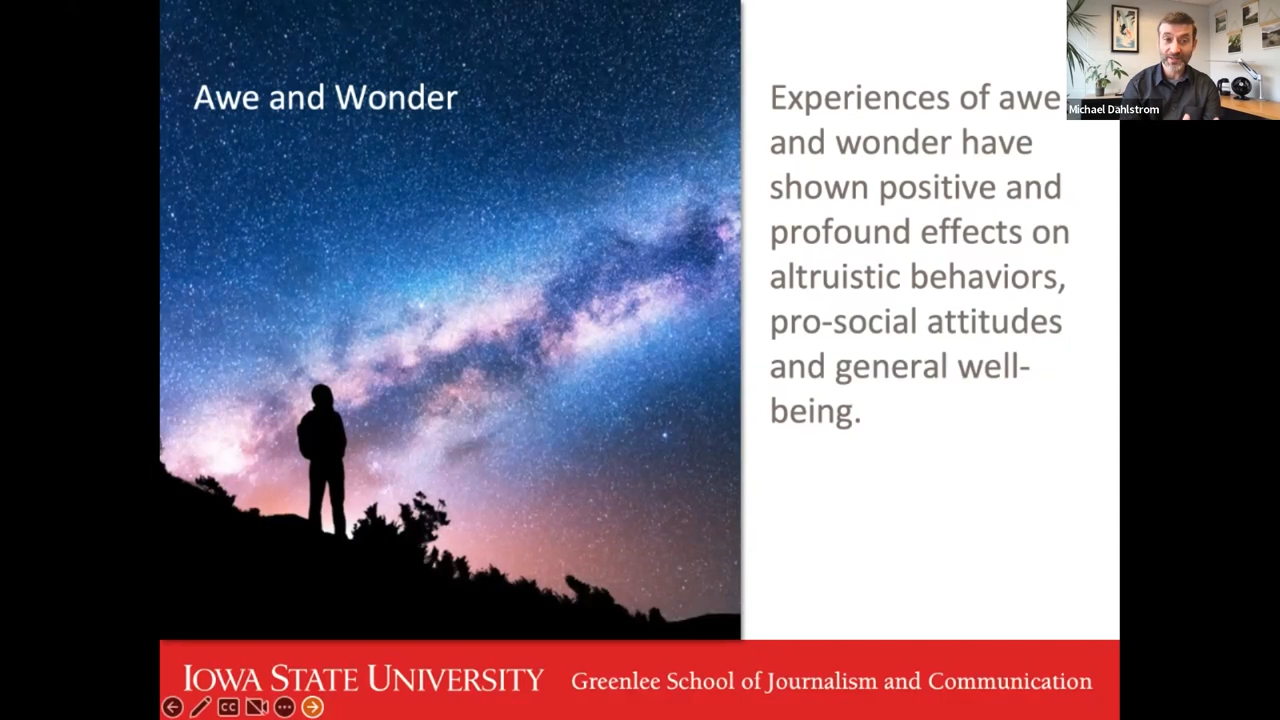 Awe and Wonder
Experiences of awe
and wonder have
shown positive and
profound effects on
altruistic behaviors,
pro-social attitudes
and general well-
being.
Michael Dahlstrom
IOWA STATE UNIVERSITY
Greenlee School of Journalism and Communication
CC